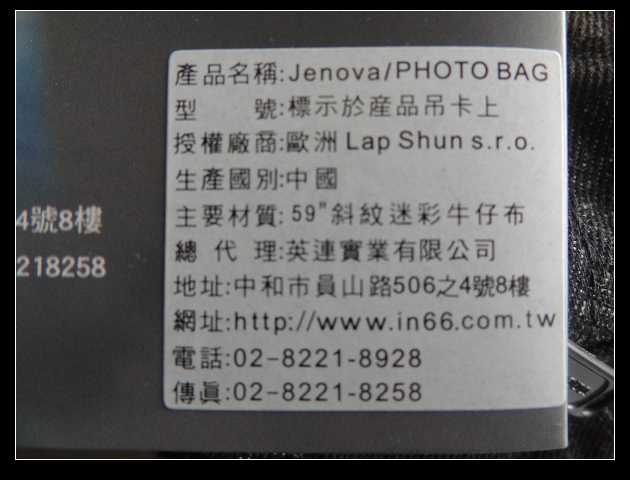 產品名稱:Jenova/PHOTO BAG
型 號:標示於產品吊卡上
授權廠商:歐洲 Lap Shun s.r.o.
生產國別:中國
主要材質:59"斜紋迷彩牛仔布
總代理:英連實業有限公司
地址:中和市員山路506之4號8樓
網址:http://www.in66.com.tw
電話:02-8221-8928
傳眞:02-8221-8258
4號8樓
218258